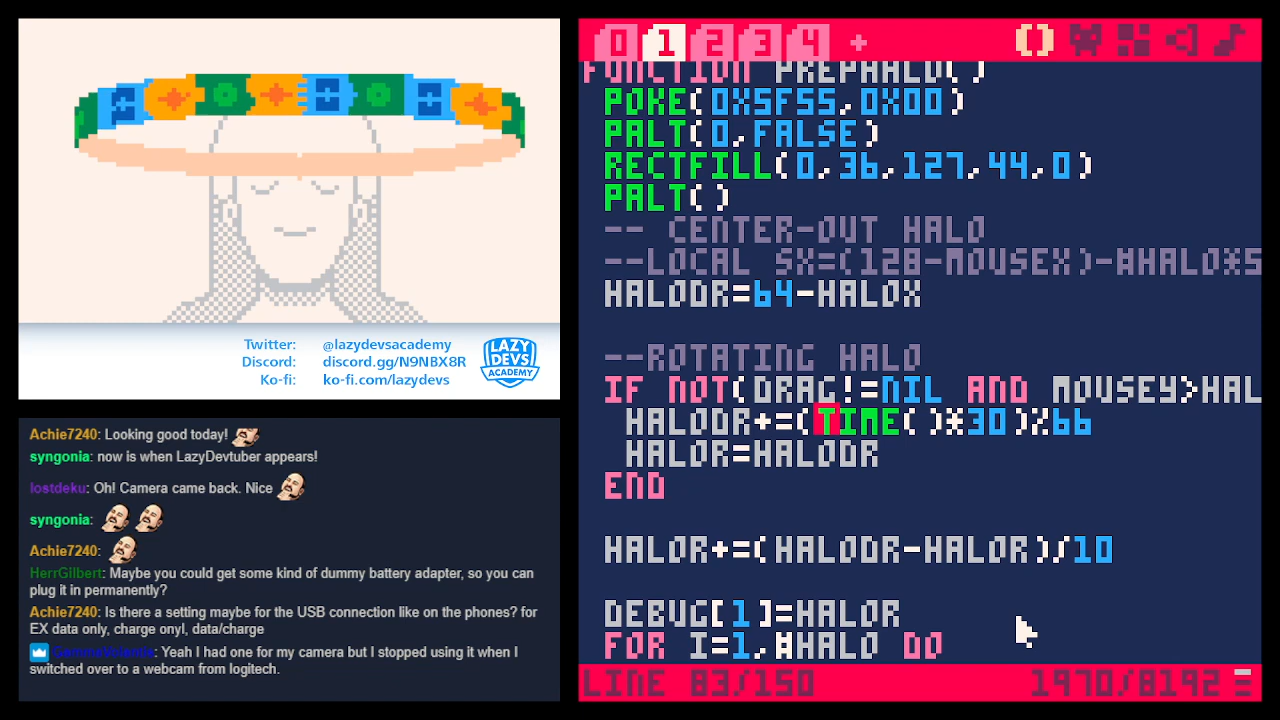 Twitter: @lazydevsacademy
Discord: discord.gg/N9NBX8R
Ko-fi: ko-fi.com/lazydevs
LAZY
DEVS
ACADEMY
Achie7240: Looking good today!
syngonia: now is when LazyDevtuber appears!
lostdeku: Oh! Camera came back. Nice
syngonia:
Achie7240:
HerrGilbert: Maybe you could get some kind of dummy battery adapter, so you can
plug it in permanently?
Achie7240: Is there a setting maybe for the USB connection like on the phones? for
EX data only, charge onyl, data/charge
Yeah I had one for my camera but I stopped using it when I
switched over to a webcam from logitech.
0 1 2 3 4 +
FUNCTION PREPHALO()
POKE(0X5F55,0X00)
PALT(0,FALSE)
RECTFILL(0,36,127,44,0)
PALT()
-- CENTER-OUT HALO
--LOCAL SX=(128-MOUSEX)-#HALO*S
HALODR=64-HALOX
--ROTATING HALO
IF NOT(DRAG!=NIL AND MOUSEY>HAL
HALODR+=(TIME()*30)%66
HALOR=HALODR
END
HALOR+=(HALODR-HALOR)/10
DEBUG[1]=HALOR
FOR I=1,#HALO DO
LINE 83/150
1970/8192